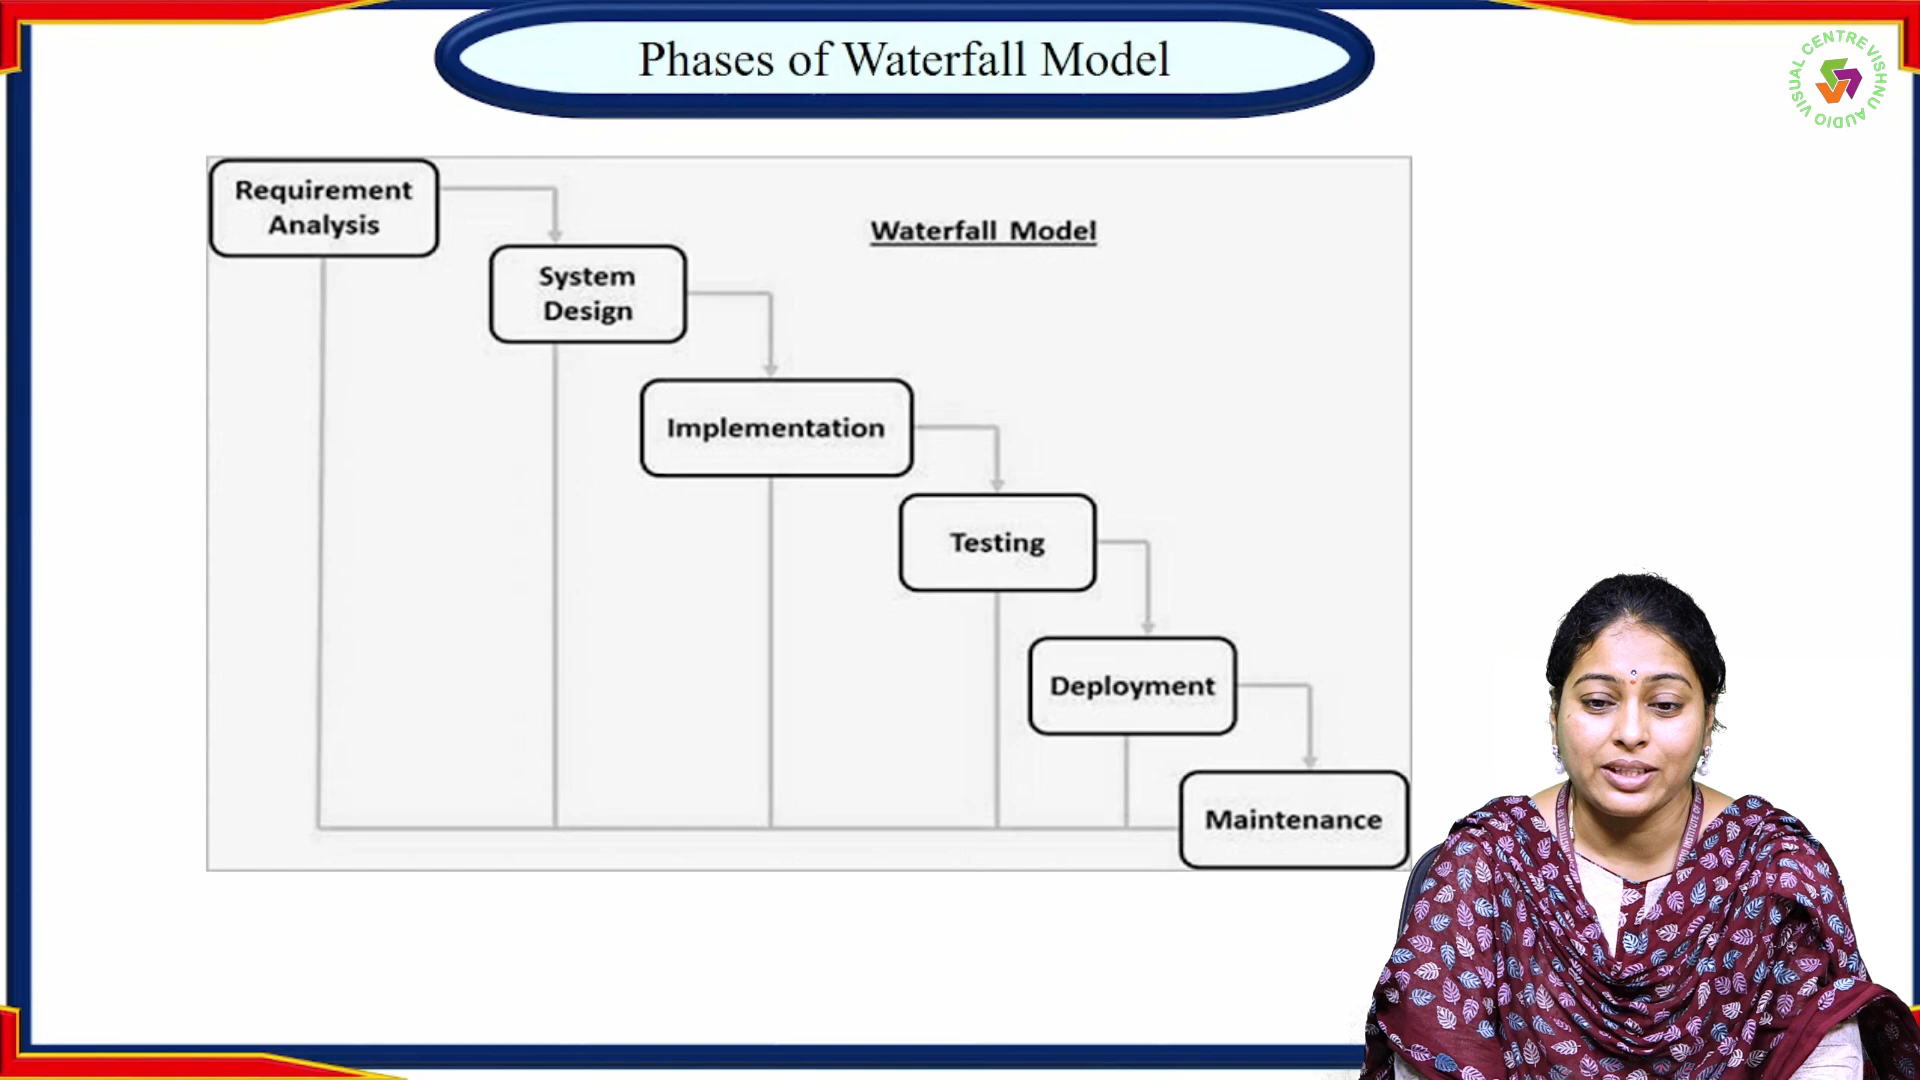 Phases of Waterfall Model
VISHNU AUDIO VISUAL CENTRE
Requirement
Analysis
Waterfall Model
System
Design
Implementation
Testing
Deployment
Maintenance